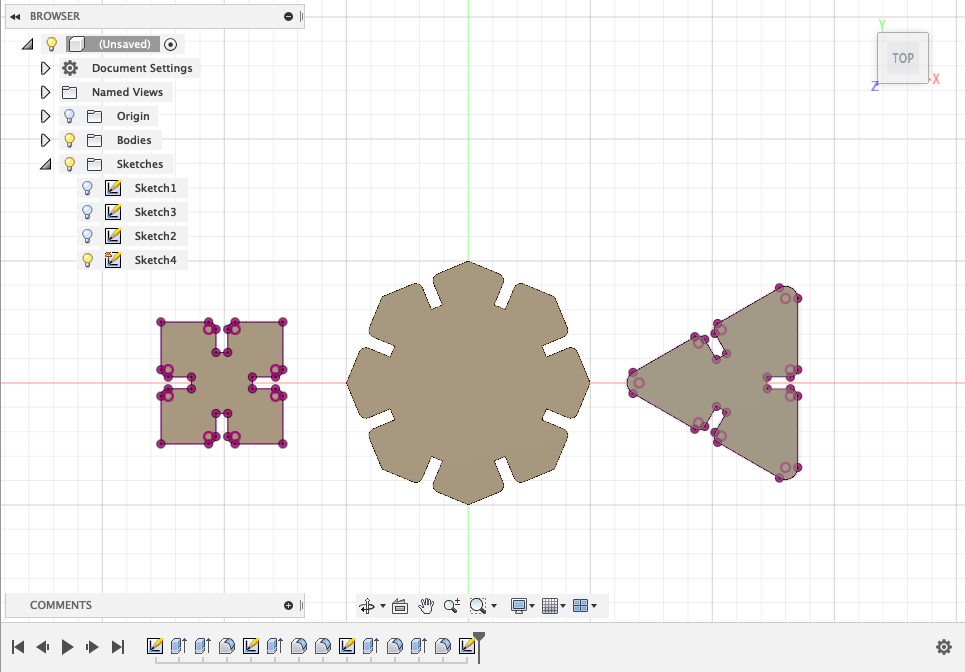 BROWSER
(Unsaved)
Document Settings
Named Views
Origin
Bodies
Sketches
Sketch1
Sketch3
Sketch2
Sketch4
Y
TOP
X
Z
COMMENTS